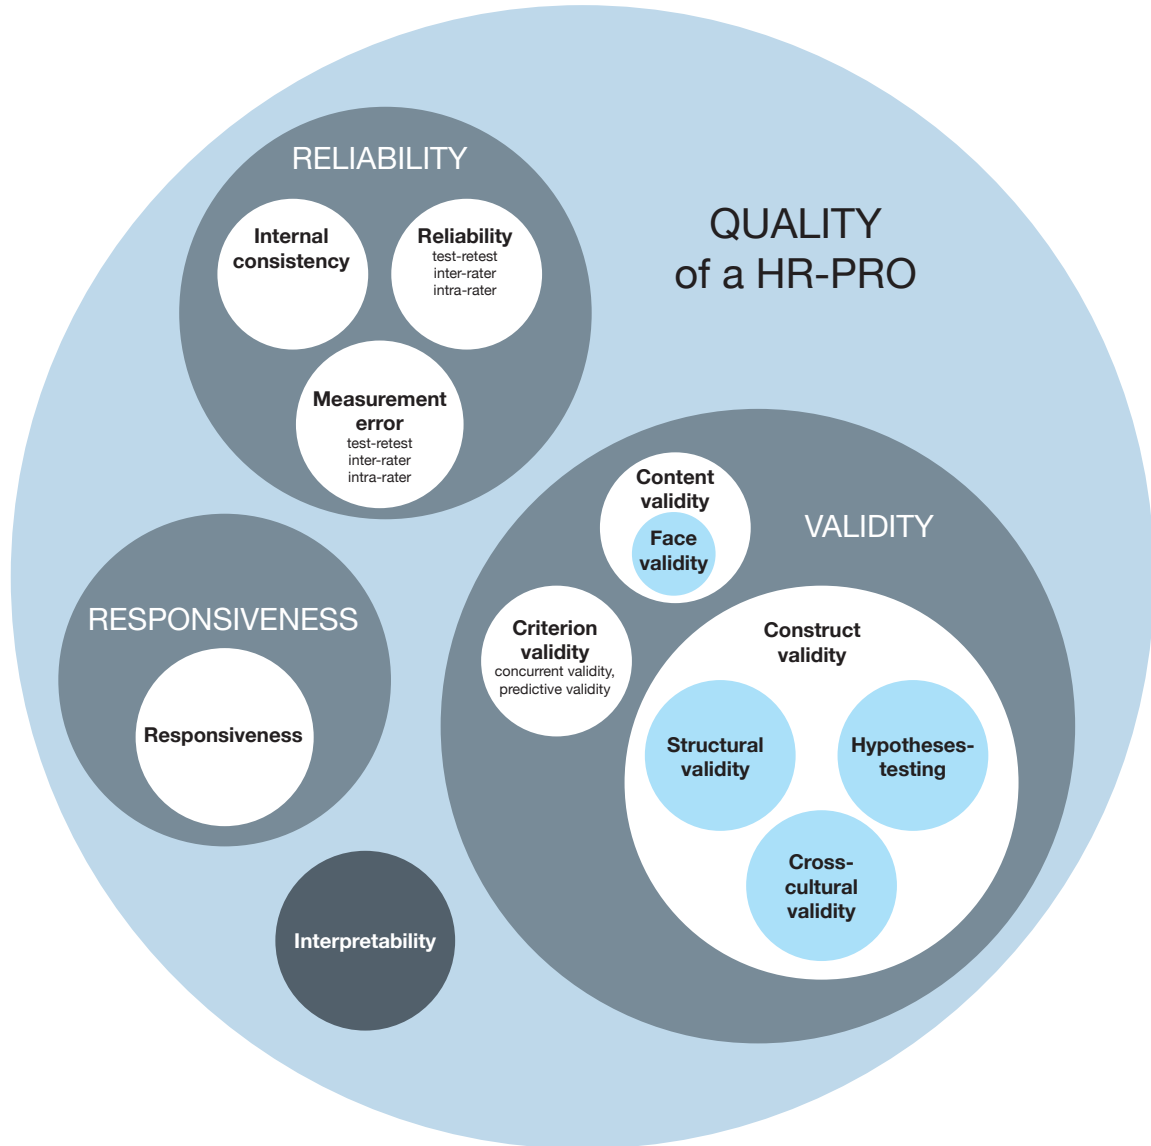 RELIABILITY
Internal
consistency
Reliability
test-retest
inter-rater
intra-rater
Measurement
error
test-retest
inter-rater
intra-rater
QUALITY
of a HR-PRO
VALIDITY
Content
validity
Face
validity
Criterion
validity
concurrent validity,
predictive validity
Construct
validity
Structural
validity
Hypotheses-
testing
Cross-
cultural
validity
RESPONSIVENESS
Responsiveness
Interpretability